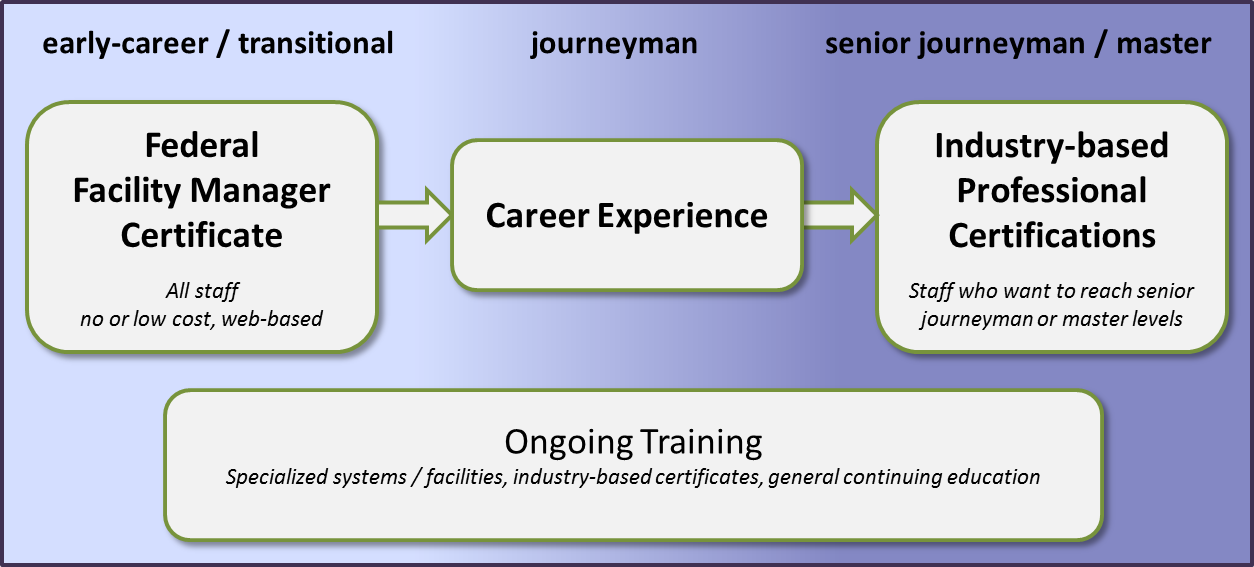 early-career / transitional
journeyman
senior journeyman / master
Federal
Facility Manager
Certificate
All staff
no or low cost, web-based
Career Experience
Industry-based
Professional
Certifications
Staff who want to reach senior
journeyman or master levels
Ongoing Training
Specialized systems / facilities, industry-based certificates, general continuing education